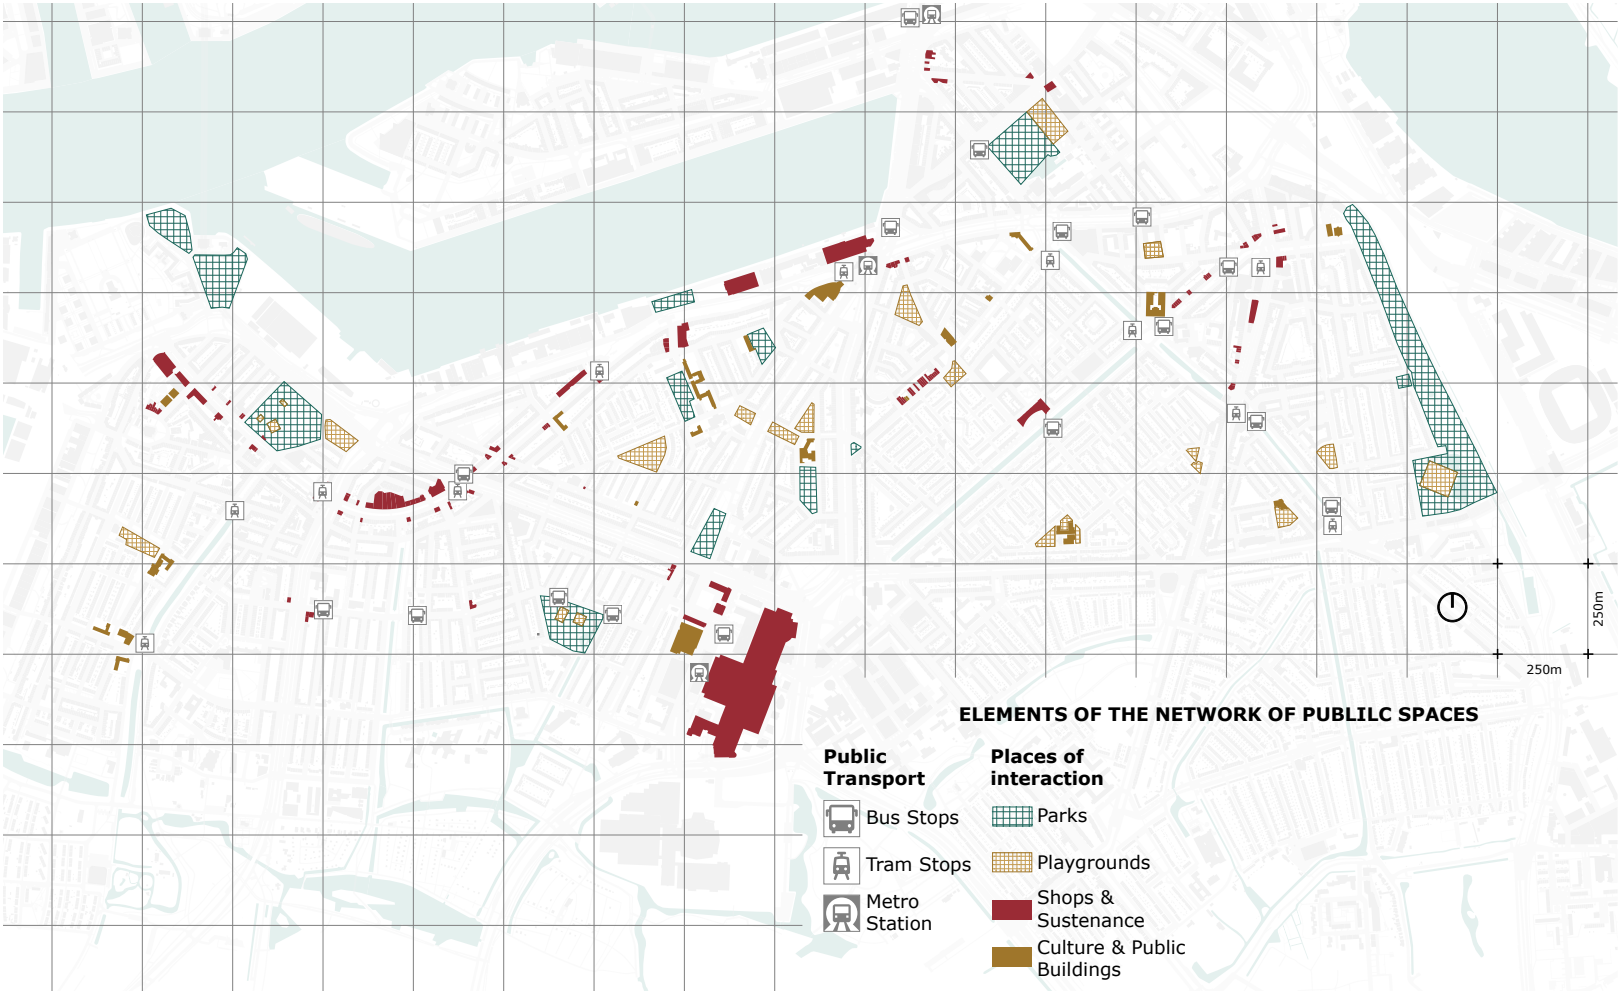 250m
250m
ELEMENTS OF THE NETWORK OF PUBLILC SPACES
Public
Transport
Bus Stops
Tram Stops
Metro
Station
Places of
interaction
Parks
Playgrounds
Shops &
Sustenance
Culture & Public
Buildings